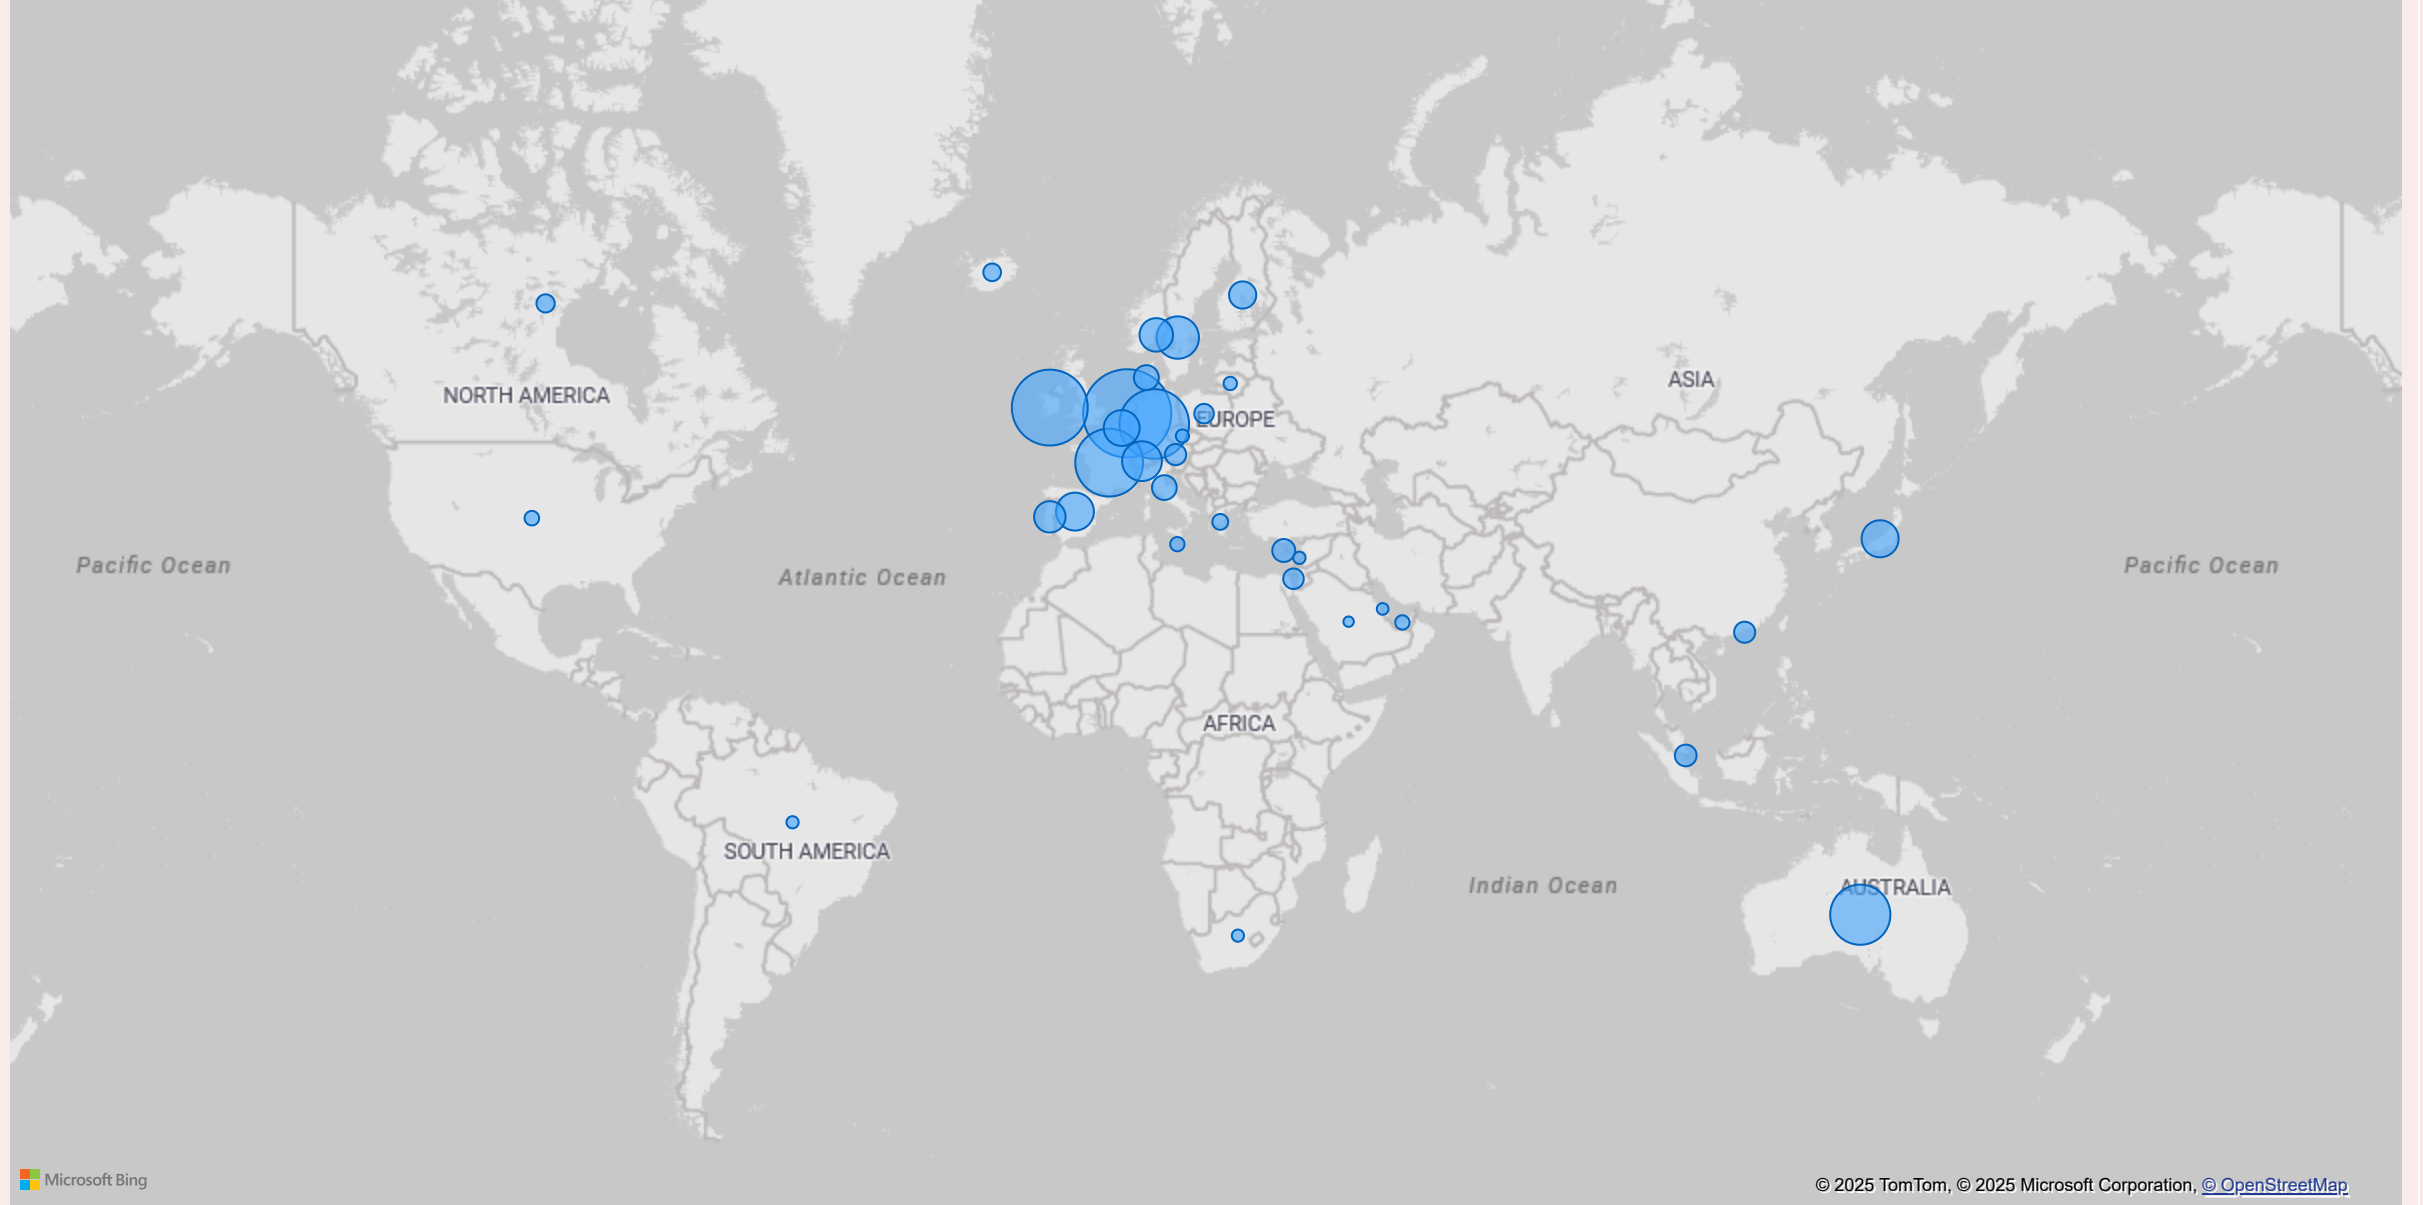 NORTH AMERICA
ASIA
EUROPE
Pacific Ocean
Atlantic Ocean
Pacific Ocean
AFRICA
SOUTH AMERICA
Indian Ocean
AUSTRALIA
Microsoft Bing
© 2025 TomTom, © 2025 Microsoft Corporation, © OpenStreetMap